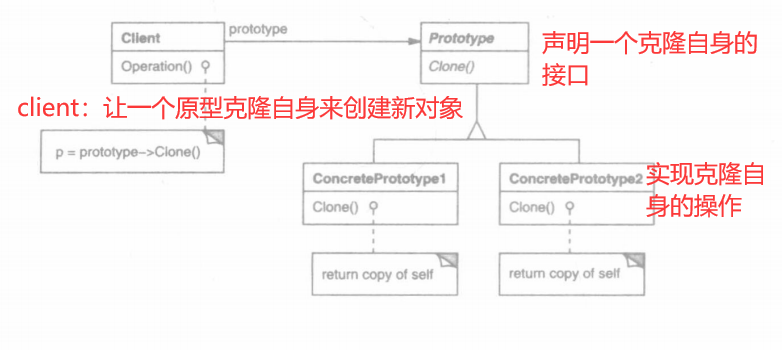 Client
prototype
Prototype
声明一个克隆自身的
接口
Operation()
Clone()
client：让一个原型克隆自身来创建新对象
p = prototype->Clone()
ConcretePrototype1
ConcretePrototype2
实现克隆自
身的操作
Clone()
Clone()
return copy of self
return copy of self